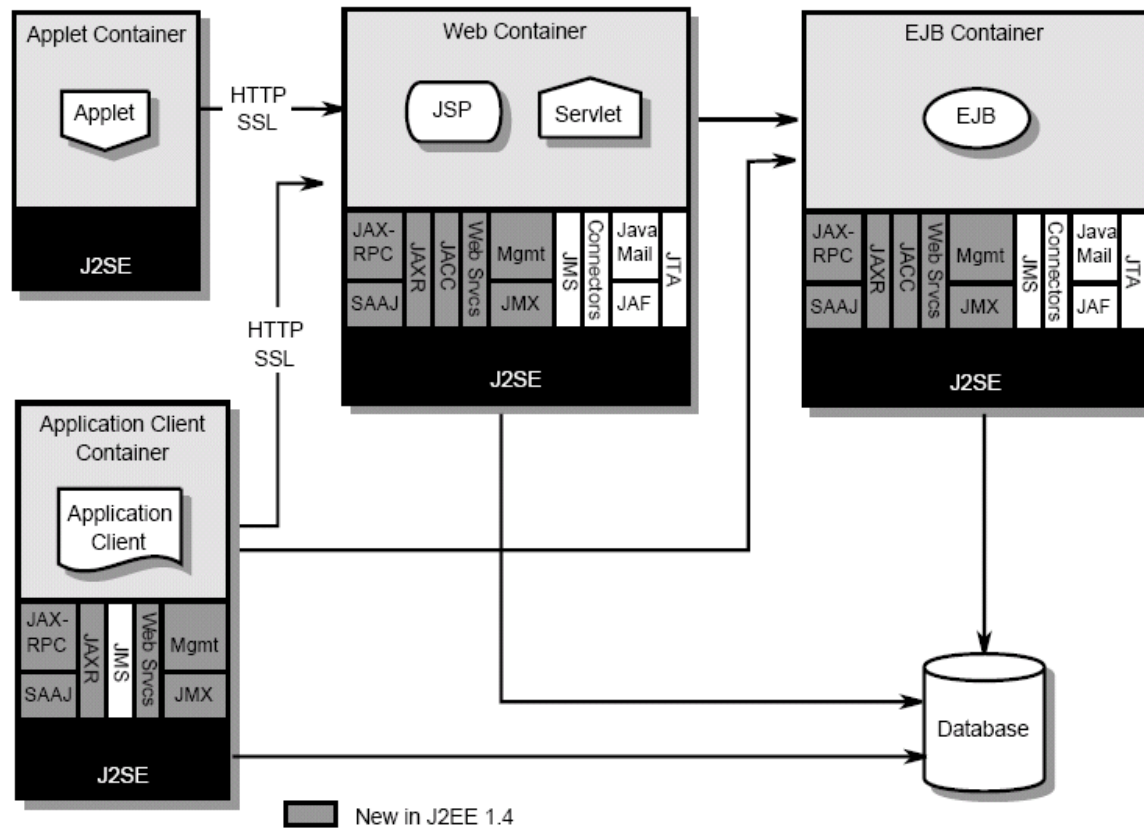 Applet Container
Applet
J2SE
HTTP
SSL
Web Container
JSP
Servlet
JAX-
RPC
SAAJ
JAXR
JACC
Web Srvcs
Mgmt
JMX
JMS
Connectors
Java
Mail
JAF
JTA
J2SE
EJB Container
EJB
JAX-
RPC
SAAJ
JAXR
JACC
Web Srvcs
Mgmt
JMX
JMS
Connectors
Java
Mail
JAF
JTA
J2SE
HTTP
SSL
Application Client
Container
Application
Client
JAX-
RPC
SAAJ
JAXR
JMS
Web Srvcs
Mgmt
JMX
J2SE
Database
New in J2EE 1.4